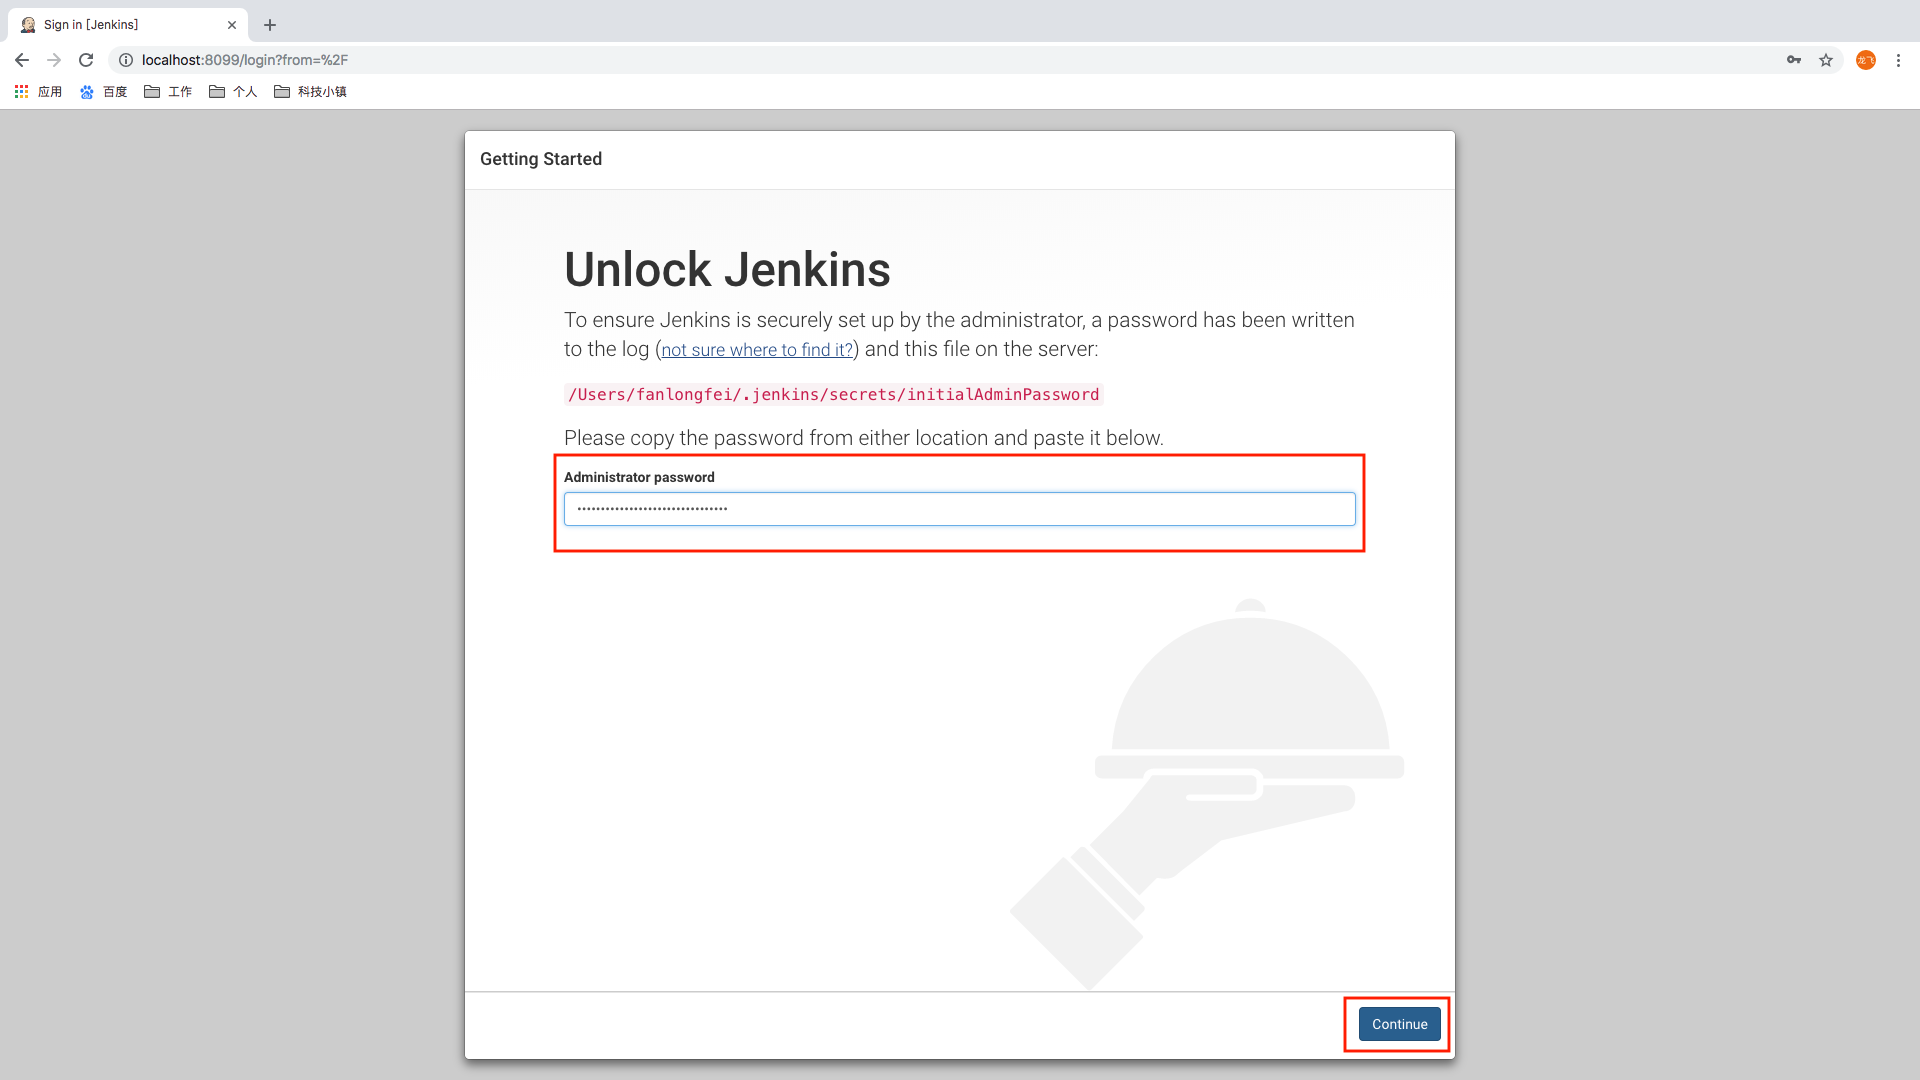 Sign in [Jenkins]
localhost:8099/login?from=%2F
龙飞
应用 百度 工作 个人 科技小镇
Getting Started
Unlock Jenkins
To ensure Jenkins is securely set up by the administrator, a password has been written
to the log (not sure where to find it?) and this file on the server:
/Users/fanlongfei/.jenkins/secrets/initialAdminPassword
Please copy the password from either location and paste it below.
Administrator password
Continue